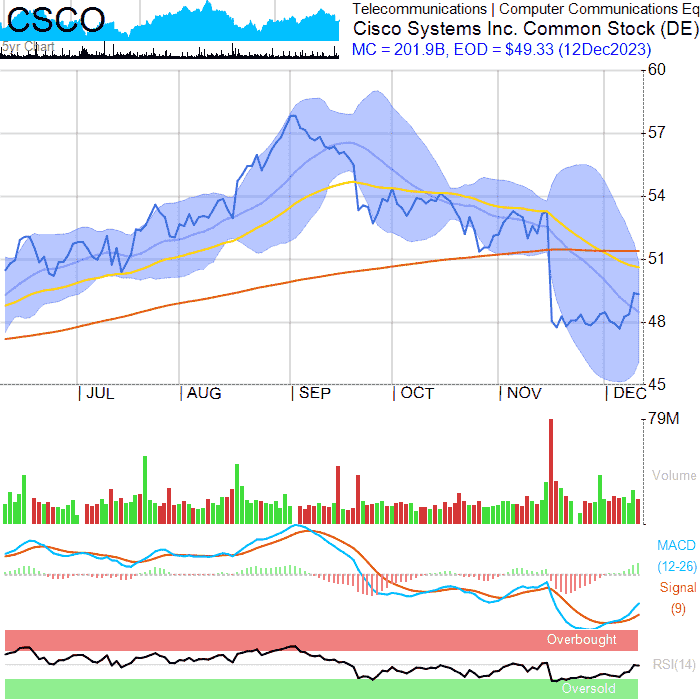 CSCO
5yr Chart
Telecommunications | Computer Communications Eq
Cisco Systems Inc. Common Stock (DE)
MC = 201.9B, EOD = $49.33 (12Dec2023)
60
57
54
51
48
45
| JUL | AUG | SEP | OCT | NOV | DEC
79M
Volume
MACD
(12-26)
Signal
(9)
Overbought
RSI(14)
Oversold